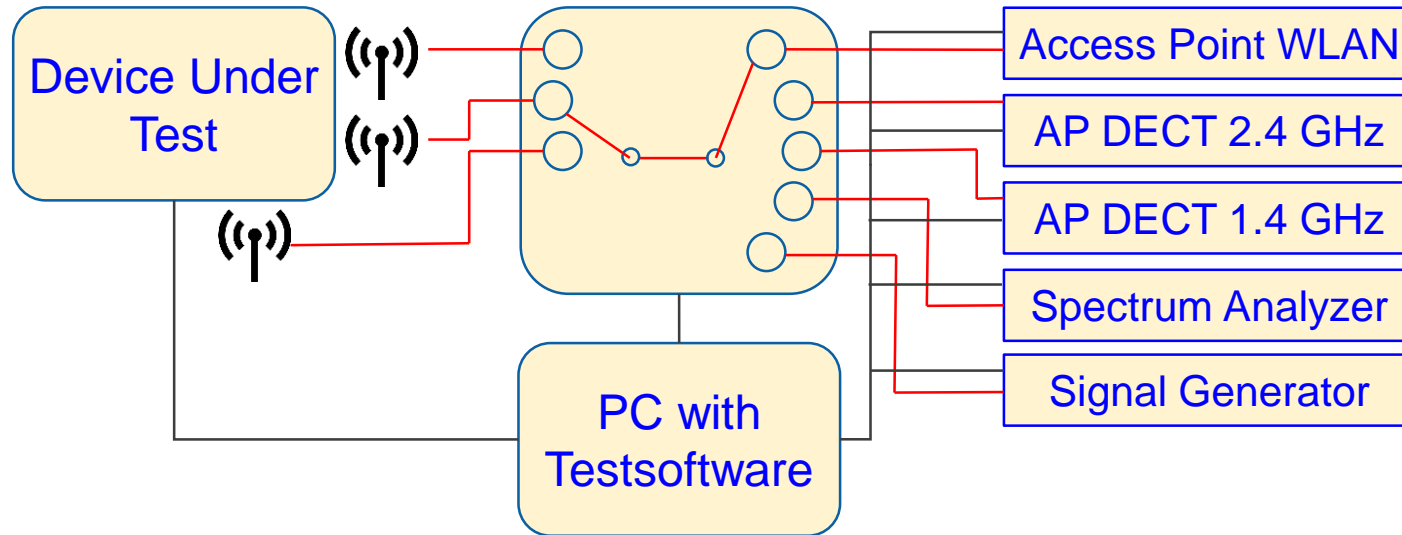 Device Under
Test
Access Point WLAN
AP DECT 2.4 GHz
AP DECT 1.4 GHz
Spectrum Analyzer
Signal Generator
PC with
Testsoftware